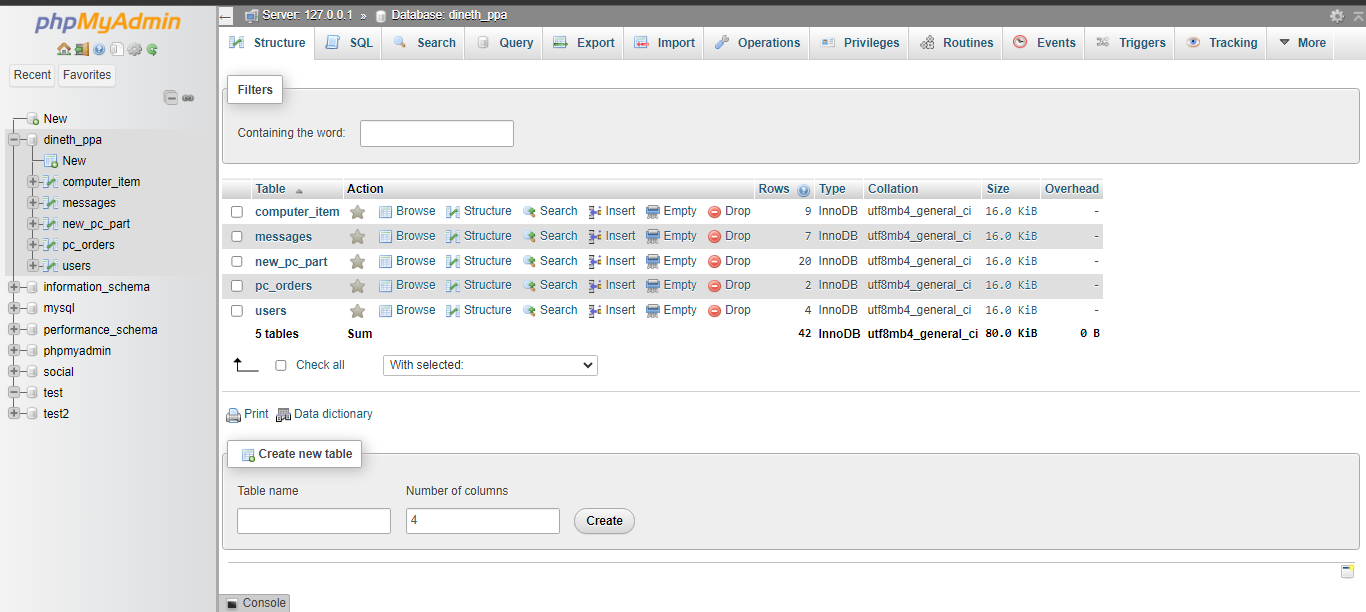 phpMyAdmin
Recent Favorites
New
dineth_ppa
New
computer_item
messages
new_pc_part
pc_orders
users
information_schema
mysql
performance_schema
phpmyadmin
social
test
test2
Server: 127.0.0.1 » Database: dineth_ppa
Structure SQL Search Query Export Import Operations Privileges Routines Events Triggers Tracking More
Filters
Containing the word:
Table Action Rows Type Collation Size Overhead
computer_item Browse Structure Search Insert Empty Drop 9 InnoDB utf8mb4_general_ci 16.0 KiB -
messages Browse Structure Search Insert Empty Drop 7 InnoDB utf8mb4_general_ci 16.0 KiB -
new_pc_part Browse Structure Search Insert Empty Drop 20 InnoDB utf8mb4_general_ci 16.0 KiB -
pc_orders Browse Structure Search Insert Empty Drop 2 InnoDB utf8mb4_general_ci 16.0 KiB -
users Browse Structure Search Insert Empty Drop 4 InnoDB utf8mb4_general_ci 16.0 KiB -
5 tables Sum 42 InnoDB utf8mb4_general_ci 80.0 KiB 0 B
Check all With selected:
Print Data dictionary
Create new table
Table name Number of columns
4 Create
Console